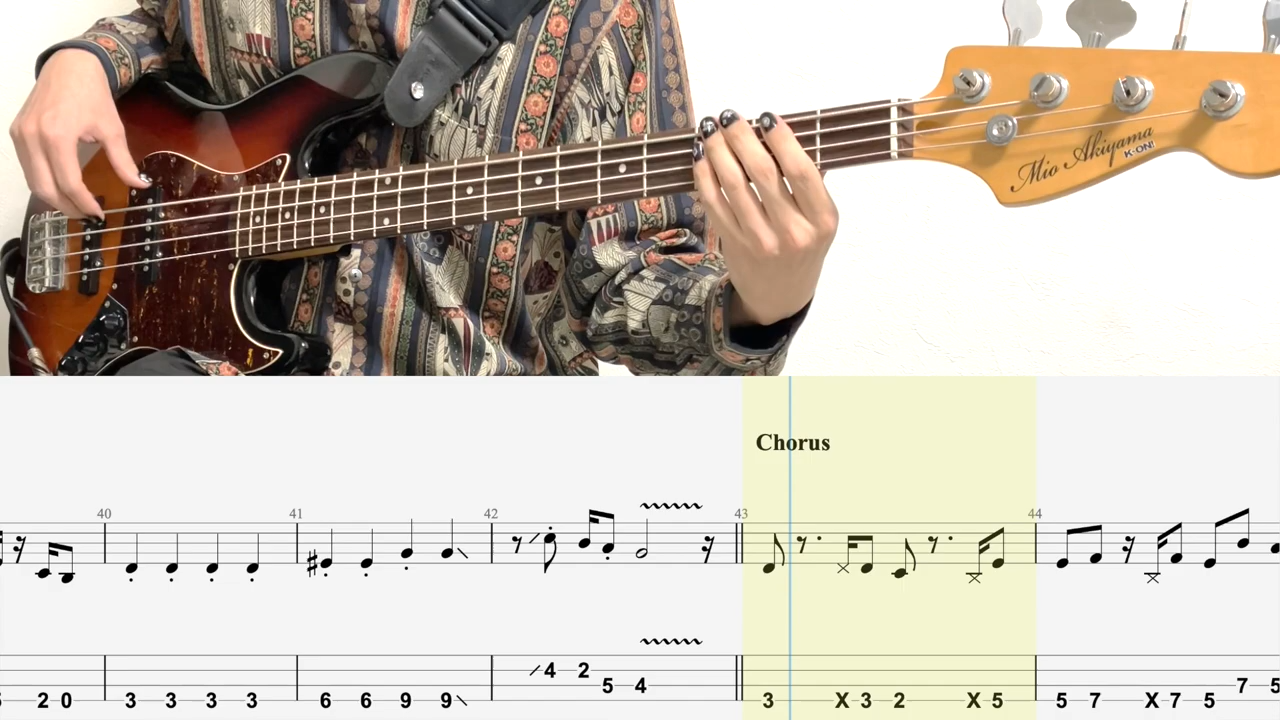 Mio Akiyama
K-ON!
Chorus
40 41 42 43 44
4 2
5 4 7 5
2 0 3 3 3 3 6 6 9 9 3 X 3 2 X 5 5 7 X 7 5